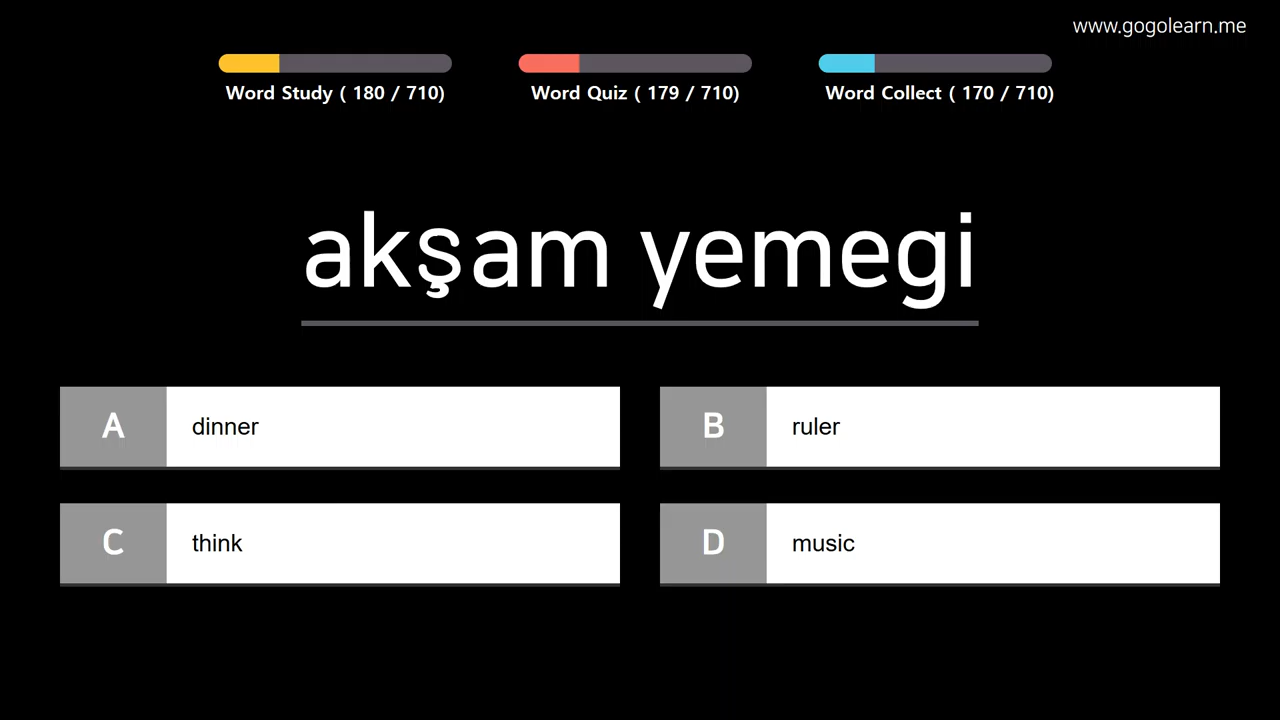 www.gogolearn.me
Word Study ( 180 / 710)
Word Quiz ( 179 / 710)
Word Collect ( 170 / 710)
akşam yemegi
A dinner
B ruler
C think
D music